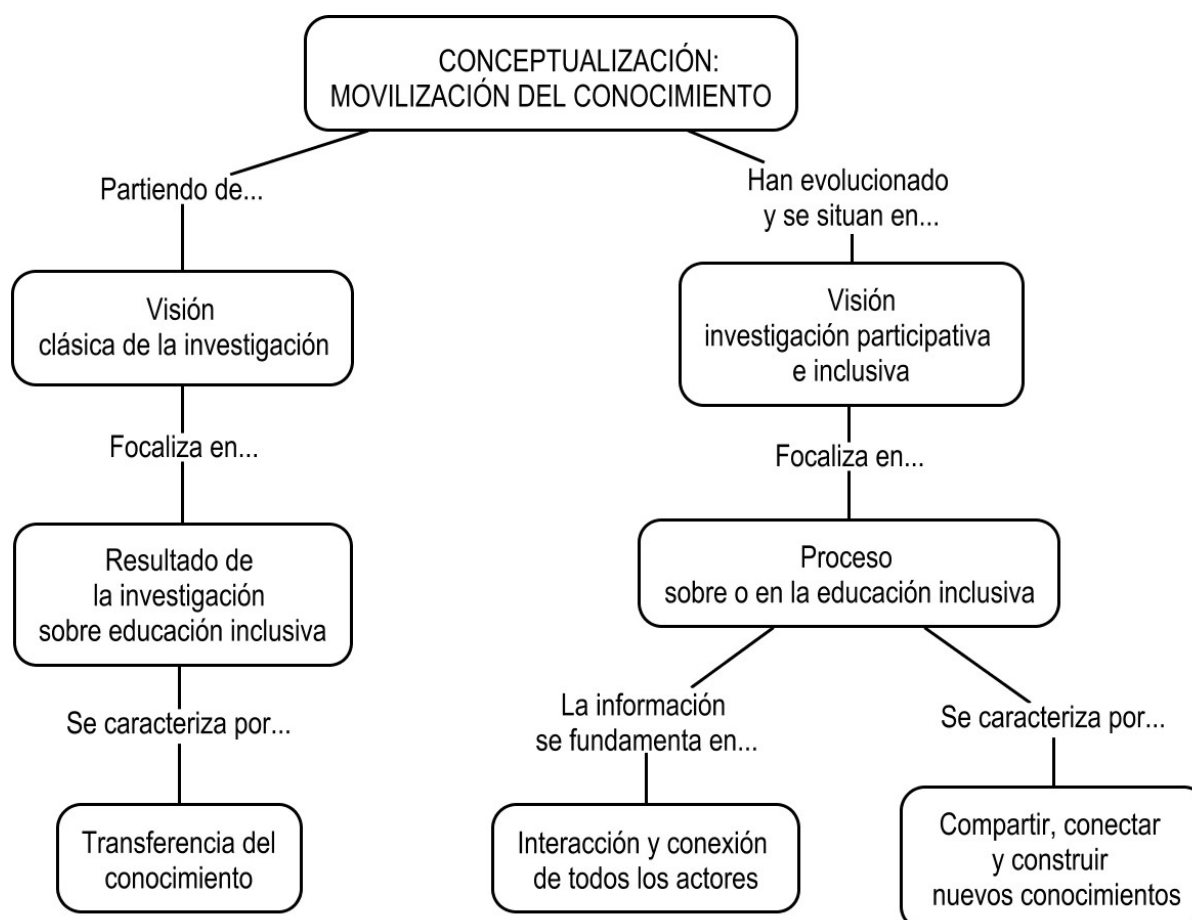 CONCEPTUALIZACIÓN:
MOVILIZACIÓN DEL CONOCIMIENTO
Partiendo de...
Han evolucionado
y se situan en...
Visión
clásica de la investigación
Visión
investigación participativa
e inclusiva
Focaliza en...
Focaliza en...
Resultado de
la investigación
sobre educación inclusiva
Proceso
sobre o en la educación inclusiva
Se caracteriza por...
La información
se fundamenta en...
Se caracteriza por...
Transferencia del
conocimiento
Interacción y conexión
de todos los actores
Compartir, conectar
y construir
nuevos conocimientos